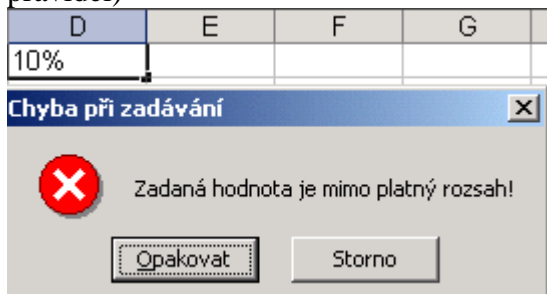 D E F G
10%
Chyba při zadávání
Zadaná hodnota je mimo platný rozsah!
Opakovat Storno